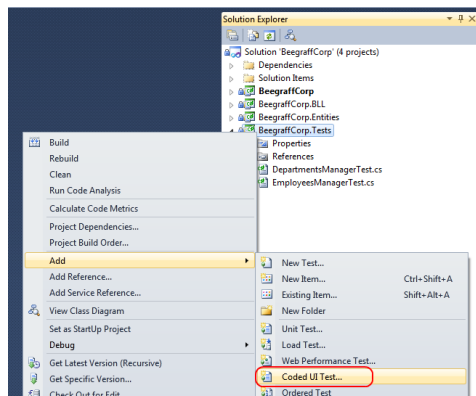 Solution Explorer
Solution 'BeegraffCorp' (4 projects)
Dependencies
Solution Items
BeegraffCorp
BeegraffCorp.BLL
BeegraffCorp.Entities
BeegraffCorp.Tests
Properties
References
DepartmentsManagerTest.cs
EmployeesManagerTest.cs
Build
Rebuild
Clean
Run Code Analysis
Calculate Code Metrics
Project Dependencies...
Project Build Order...
Add
Add Reference...
Add Service Reference...
View Class Diagram
Set as StartUp Project
Debug
Get Latest Version (Recursive)
Get Specific Version...
Check Out for Edit
New Test...
New Item... Ctrl+Shift+A
Existing Item... Shift+Alt+A
New Folder
Unit Test...
Load Test...
Web Performance Test...
Coded UI Test...
Ordered Test